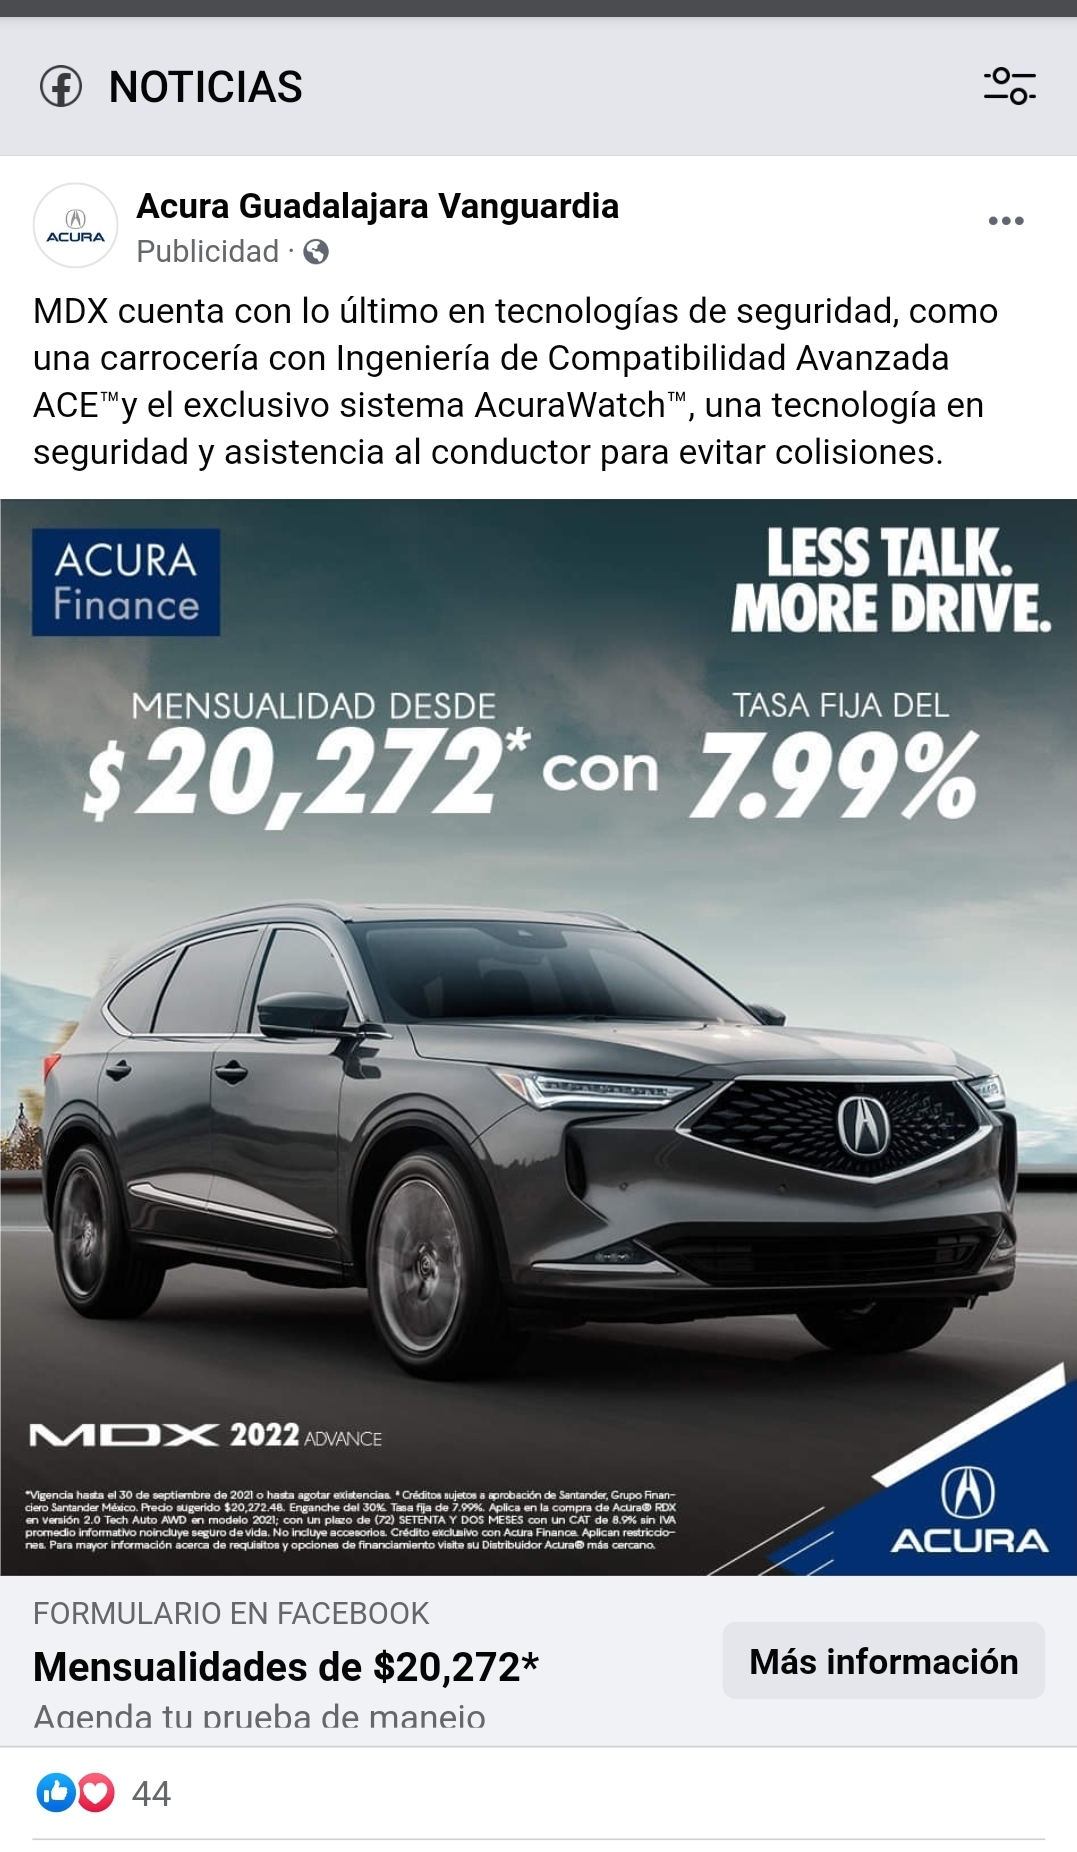 NOTICIAS
Acura Guadalajara Vanguardia
Publicidad ·
MDX cuenta con lo último en tecnologías de seguridad, como
una carrocería con Ingeniería de Compatibilidad Avanzada
ACE™y el exclusivo sistema AcuraWatch™, una tecnología en
seguridad y asistencia al conductor para evitar colisiones.
ACURA
Finance
LESS TALK.
MORE DRIVE.
MENSUALIDAD DESDE
$20,272* con
TASA FIJA DEL
7.99%
MDX 2022 ADVANCE
*Vigencia hasta el 30 de septiembre de 2021 o hasta agotar existencias. * Créditos sujetos a aprobación de Santander, Grupo Finan-
ciero Santander México. Precio sugerido $20,272.48. Enganche del 30%. Tasa fija de 7.99%. Aplica en la compra de Acura® RDX
en versión 2.0 Tech Auto AWD en modelo 2021; con un plazo de (72) SETENTA Y DOS MESES con un CAT de 8.9% sin IVA
promedio informativo noincluye seguro de vida. No incluye accesorios. Crédito exclusivo con Acura Finance. Aplican restriccio-
nes. Para mayor información acerca de requisitos y opciones de financiamiento visite su Distribuidor Acura® más cercano.
ACURA
FORMULARIO EN FACEBOOK
Mensualidades de $20,272*
Agenda tu prueba de manejo
Más información
44